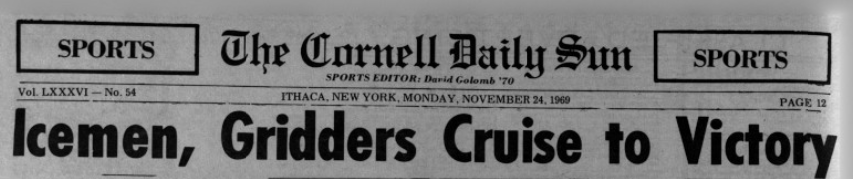 SPORTS
The Cornell Daily Sun
SPORTS EDITOR: David Golomb '70
SPORTS
Vol. LXXXVI — No. 54
ITHACA, NEW YORK, MONDAY, NOVEMBER 24, 1969
PAGE 12
Icemen, Gridders Cruise to Victory